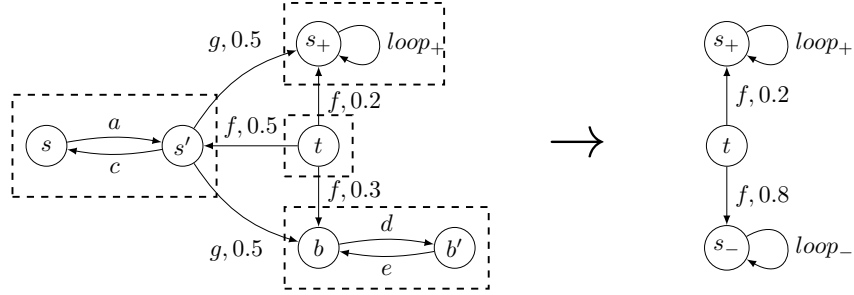 g, 0.5
s₊
loop₊
s₊
loop₊
f, 0.2
f, 0.2
a
f, 0.5
s
s′
t
t
c
f, 0.3
f, 0.8
d
g, 0.5
b
b′
s₋
loop₋
e